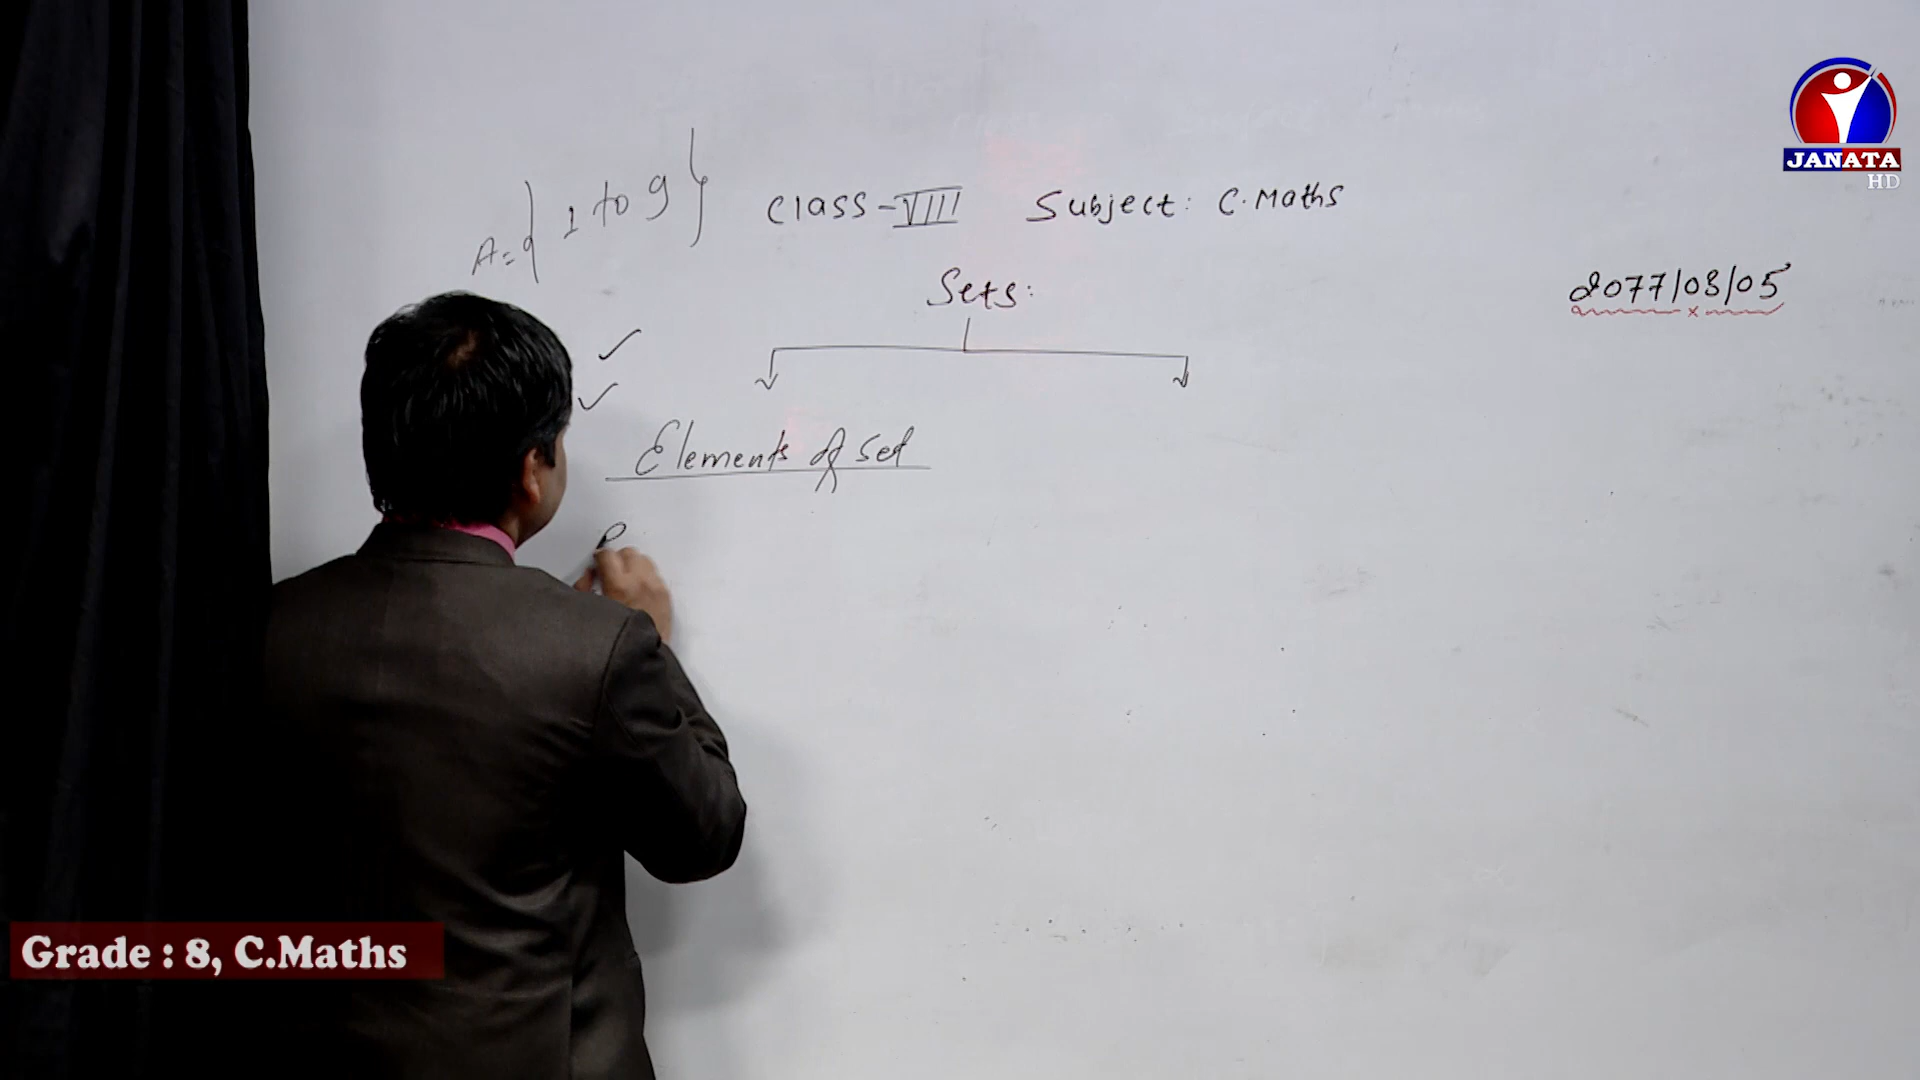 JANATA
HD
A={ 1 to 9 }
Class-VIII Subject: C.Maths
Sets:
2077/08/05
Elements of set
Grade : 8, C.Maths